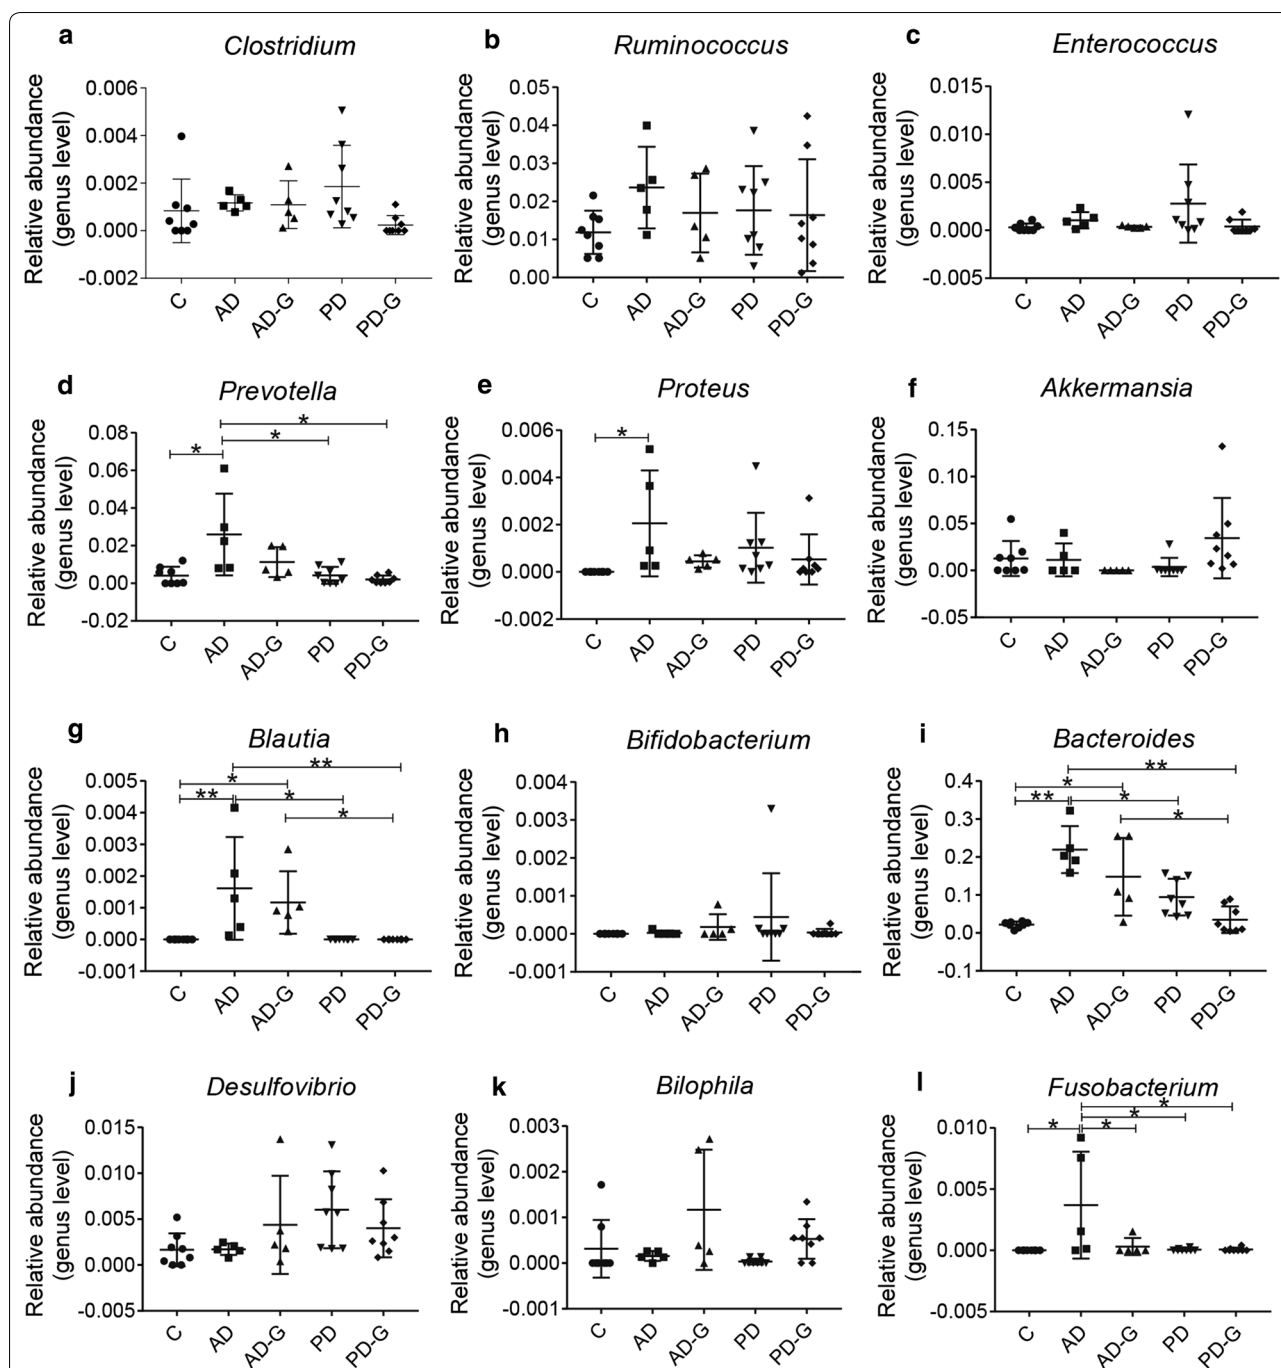 a
Clostridium
Relative abundance
(genus level)
0.006
0.004
0.002
0.000
-0.002
C
AD
AD-G
PD
PD-G
b
Ruminococcus
Relative abundance
(genus level)
0.05
0.04
0.03
0.02
0.01
0.00
C
AD
AD-G
PD
PD-G
c
Enterococcus
Relative abundance
(genus level)
0.015
0.010
0.005
0.000
-0.005
C
AD
AD-G
PD
PD-G
d
Prevotella
Relative abundance
(genus level)
0.08
0.06
0.04
0.02
0.00
-0.02
*
*
*
C
AD
AD-G
PD
PD-G
e
Proteus
Relative abundance
(genus level)
0.006
0.004
0.002
0.000
-0.002
*
C
AD
AD-G
PD
PD-G
f
Akkermansia
Relative abundance
(genus level)
0.15
0.10
0.05
0.00
-0.05
C
AD
AD-G
PD
PD-G
g
Blautia
Relative abundance
(genus level)
0.005
0.004
0.003
0.002
0.001
0.000
-0.001
**
*
**
*
*
C
AD
AD-G
PD
PD-G
h
Bifidobacterium
Relative abundance
(genus level)
0.004
0.003
0.002
0.001
0.000
-0.001
C
AD
AD-G
PD
PD-G
i
Bacteroides
Relative abundance
(genus level)
0.4
0.3
0.2
0.1
0.0
-0.1
**
*
**
*
*
C
AD
AD-G
PD
PD-G
j
Desulfovibrio
Relative abundance
(genus level)
0.015
0.010
0.005
0.000
-0.005
C
AD
AD-G
PD
PD-G
k
Bilophila
Relative abundance
(genus level)
0.003
0.002
0.001
0.000
-0.001
C
AD
AD-G
PD
PD-G
l
Fusobacterium
Relative abundance
(genus level)
0.010
0.005
0.000
-0.005
*
*
*
*
C
AD
AD-G
PD
PD-G